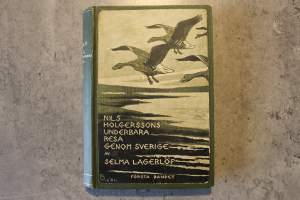 NILS
HOLGERSSONS
UNDERBARA
RESA
GENOM SVERIGE
AV
SELMA LAGERLÖF
FÖRSTA BANDET